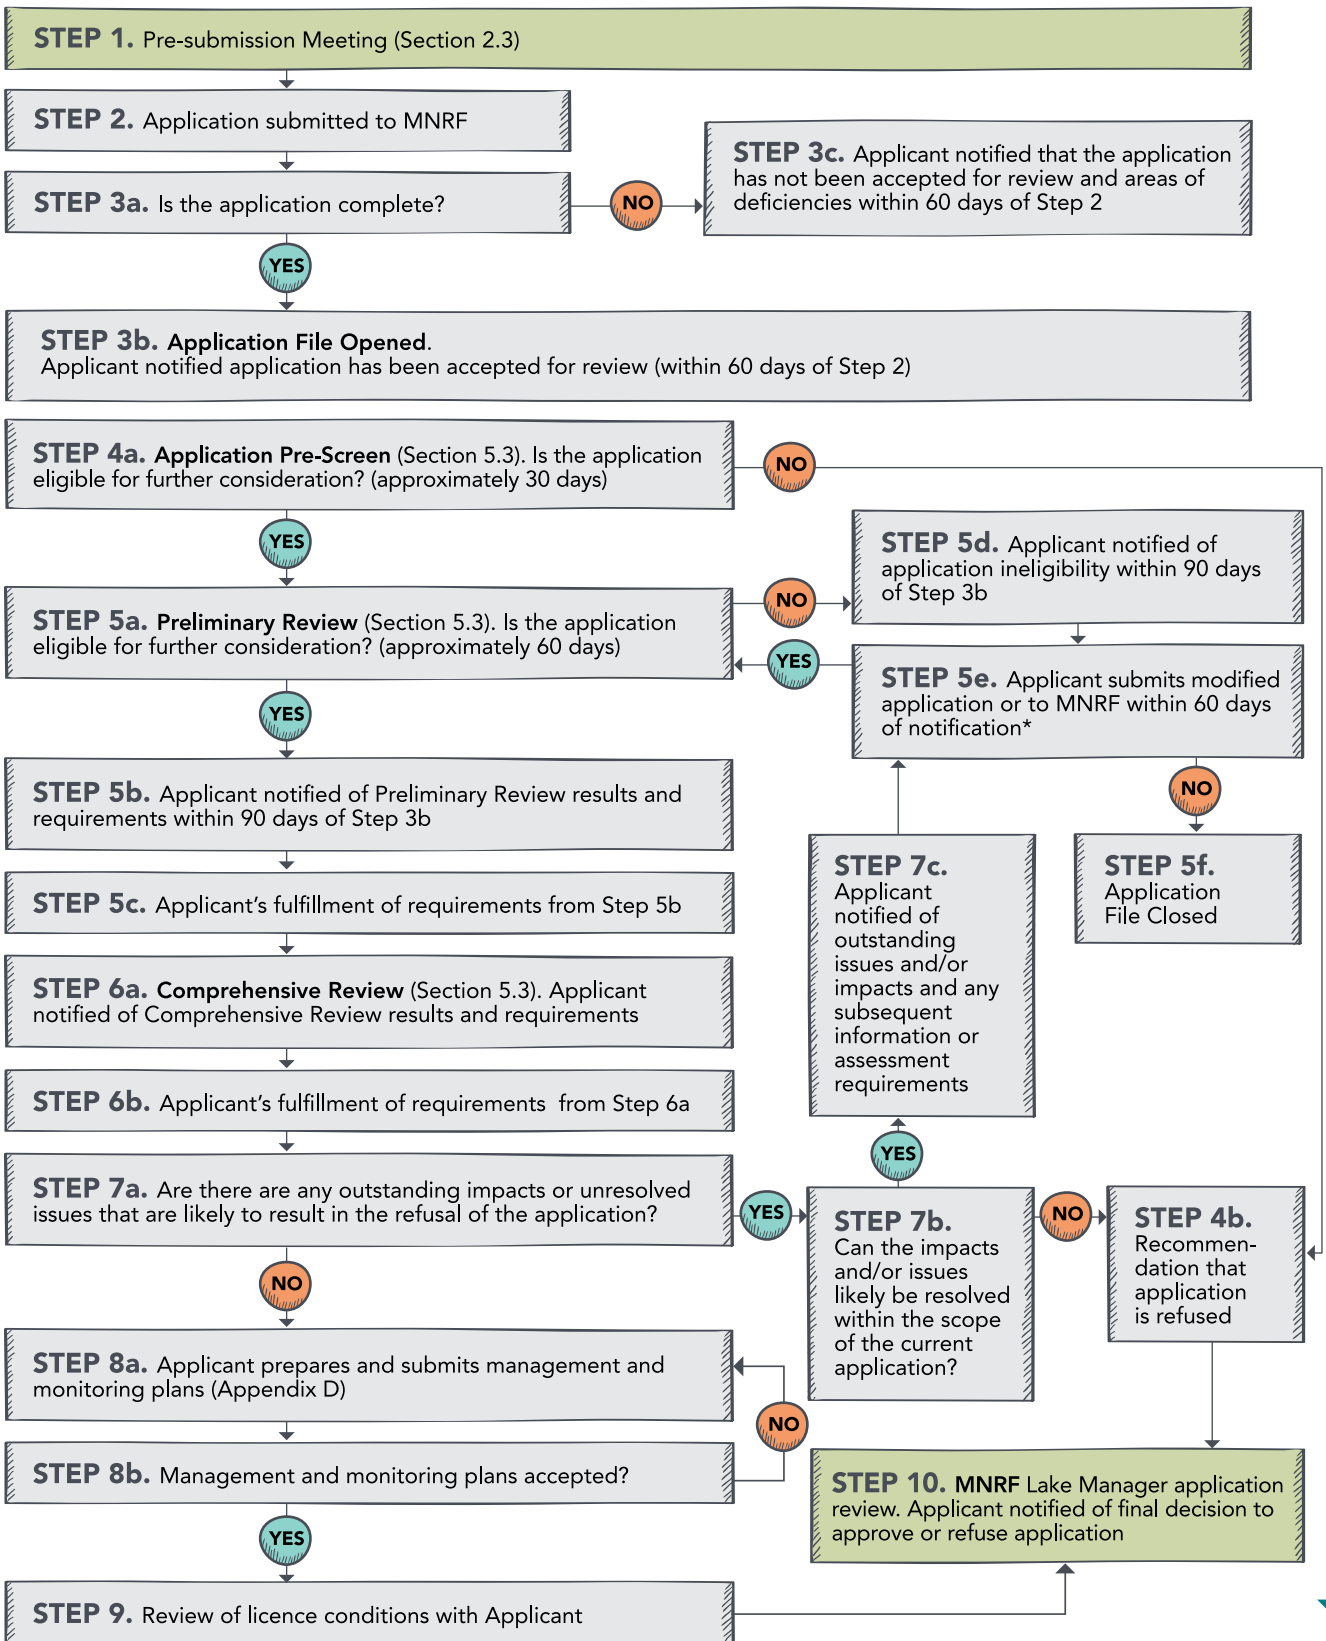 STEP 1. Pre-submission Meeting (Section 2.3)
STEP 2. Application submitted to MNRF
STEP 3a. Is the application complete?
NO
STEP 3c. Applicant notified that the application
has not been accepted for review and areas of
deficiencies within 60 days of Step 2
YES
STEP 3b. Application File Opened.
Applicant notified application has been accepted for review (within 60 days of Step 2)
STEP 4a. Application Pre-Screen (Section 5.3). Is the application
eligible for further consideration? (approximately 30 days)
NO
YES
STEP 5a. Preliminary Review (Section 5.3). Is the application
eligible for further consideration? (approximately 60 days)
NO
STEP 5d. Applicant notified of
application ineligibility within 90 days
of Step 3b
YES
STEP 5e. Applicant submits modified
application or to MNRF within 60 days
of notification*
NO
STEP 5f.
Application
File Closed
YES
STEP 5b. Applicant notified of Preliminary Review results and
requirements within 90 days of Step 3b
STEP 5c. Applicant's fulfillment of requirements from Step 5b
STEP 6a. Comprehensive Review (Section 5.3). Applicant
notified of Comprehensive Review results and requirements
STEP 6b. Applicant's fulfillment of requirements from Step 6a
STEP 7a. Are there are any outstanding impacts or unresolved
issues that are likely to result in the refusal of the application?
YES
STEP 7b.
Can the impacts
and/or issues
likely be resolved
within the scope
of the current
application?
YES
STEP 7c.
Applicant
notified of
outstanding
issues and/or
impacts and any
subsequent
information or
assessment
requirements
NO
STEP 4b.
Recommen-
dation that
application
is refused
NO
STEP 8a. Applicant prepares and submits management and
monitoring plans (Appendix D)
NO
STEP 8b. Management and monitoring plans accepted?
YES
STEP 9. Review of licence conditions with Applicant
STEP 10. MNRF Lake Manager application
review. Applicant notified of final decision to
approve or refuse application